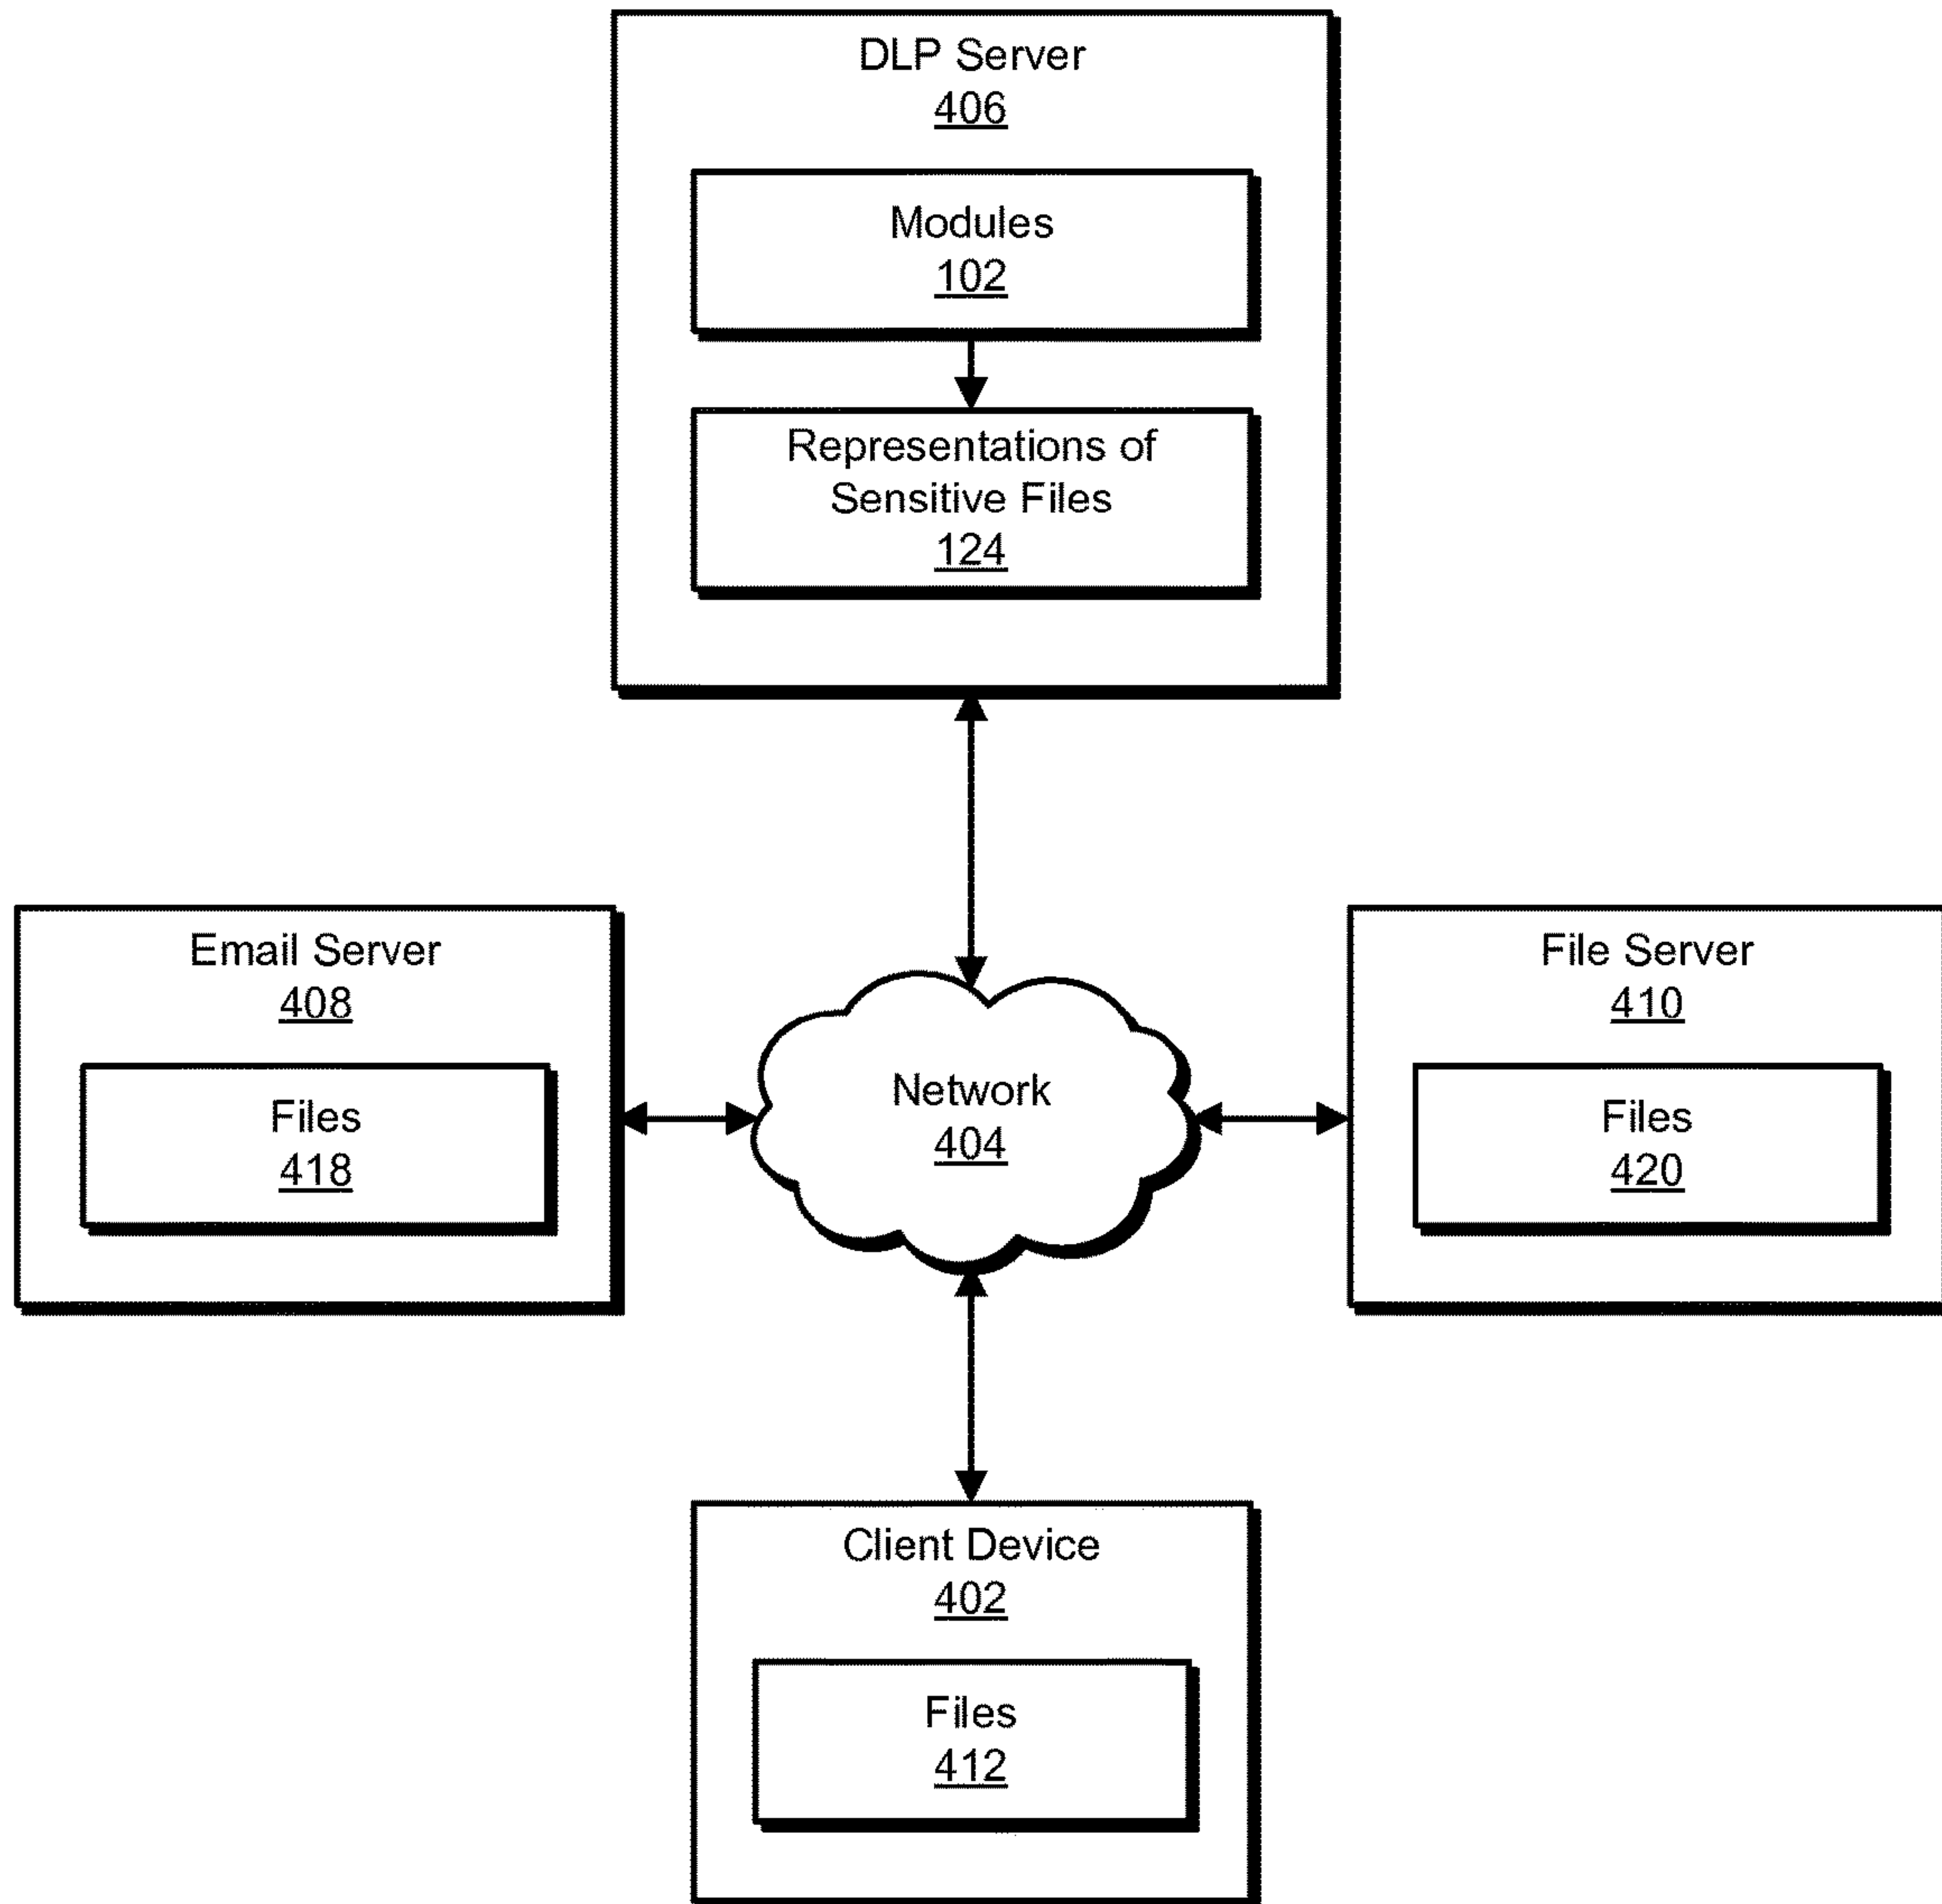 DLP Server
406
Modules
102
Representations of
Sensitive Files
124
Email Server
408
Files
418
Network
404
File Server
410
Files
420
Client Device
402
Files
412